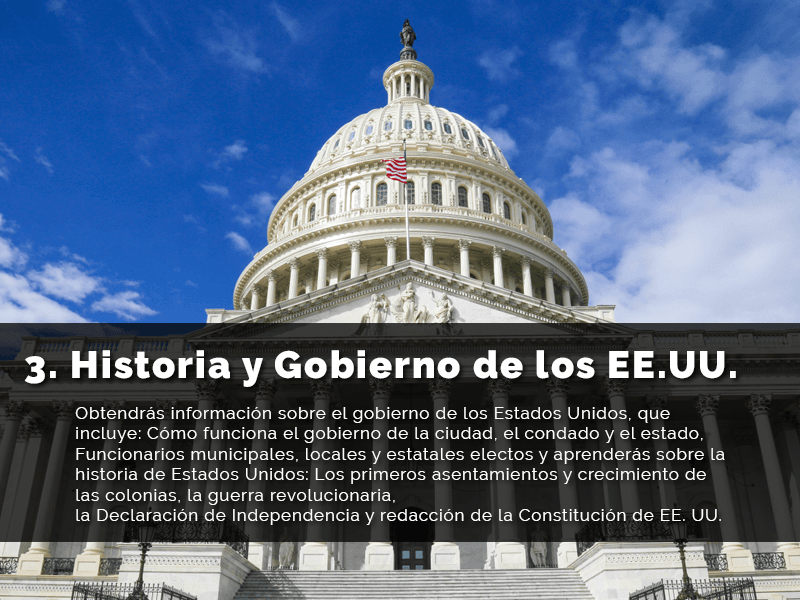 3. Historia y Gobierno de los EE.UU.
Obtendrás información sobre el gobierno de los Estados Unidos, que
incluye: Cómo funciona el gobierno de la ciudad, el condado y el estado,
Funcionarios municipales, locales y estatales electos y aprenderás sobre la
historia de Estados Unidos: Los primeros asentamientos y crecimiento de
las colonias, la guerra revolucionaria,
la Declaración de Independencia y redacción de la Constitución de EE. UU.